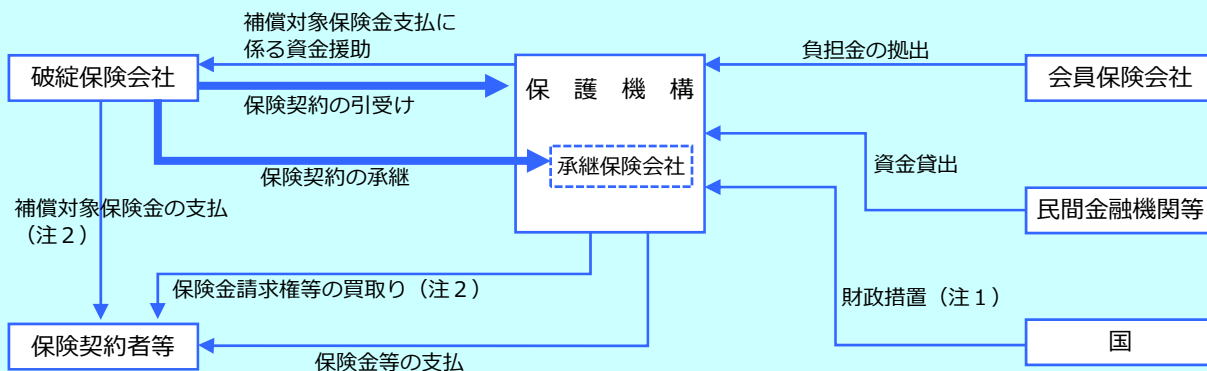 補償対象保険金支払に
係る資金援助
負担金の拠出
破綻保険会社
保 護 機 構
会員保険会社
保険契約の引受け
承継保険会社
資金貸出
保険契約の承継
補償対象保険金の支払
(注2)
民間金融機関等
保険金請求権等の買取り(注2)
財政措置(注1)
保険契約者等
国
保険金等の支払